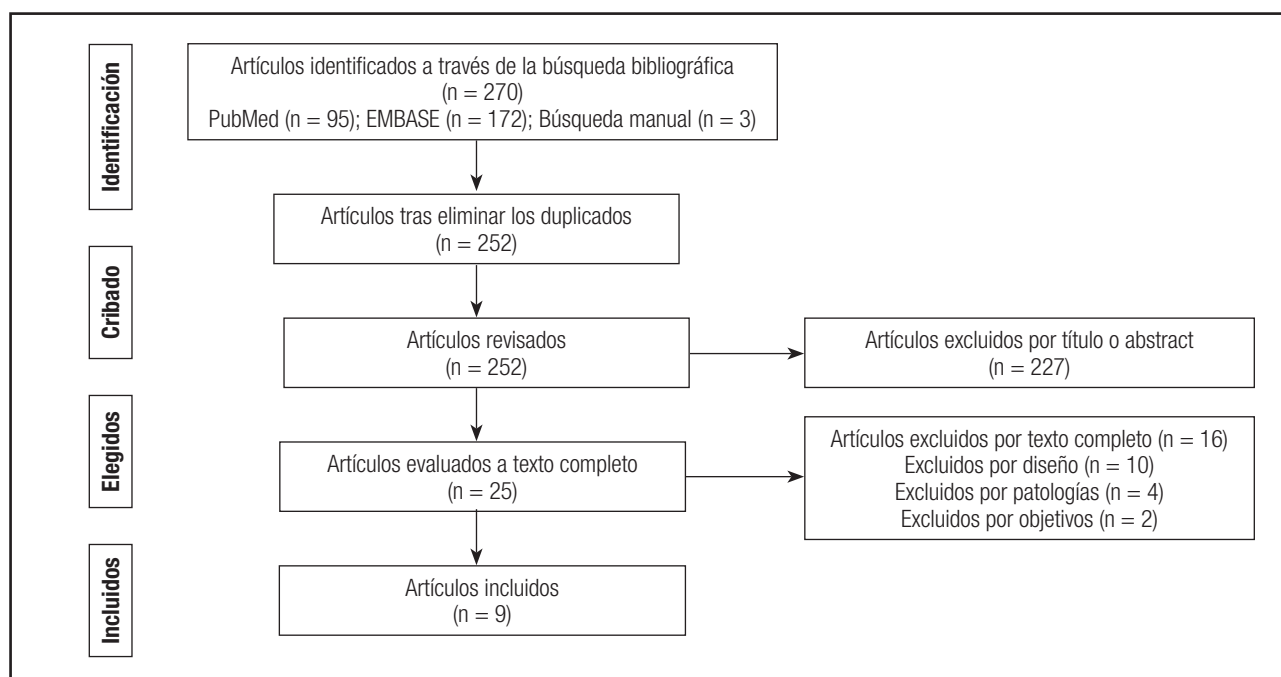 Identificación
Artículos identificados a través de la búsqueda bibliográfica
(n = 270)
PubMed (n = 95); EMBASE (n = 172); Búsqueda manual (n = 3)
Artículos tras eliminar los duplicados
(n = 252)
Cribado
Artículos revisados
(n = 252)
Artículos excluidos por título o abstract
(n = 227)
Elegidos
Artículos evaluados a texto completo
(n = 25)
Artículos excluidos por texto completo (n = 16)
Excluidos por diseño (n = 10)
Excluidos por patologías (n = 4)
Excluidos por objetivos (n = 2)
Incluidos
Artículos incluidos
(n = 9)